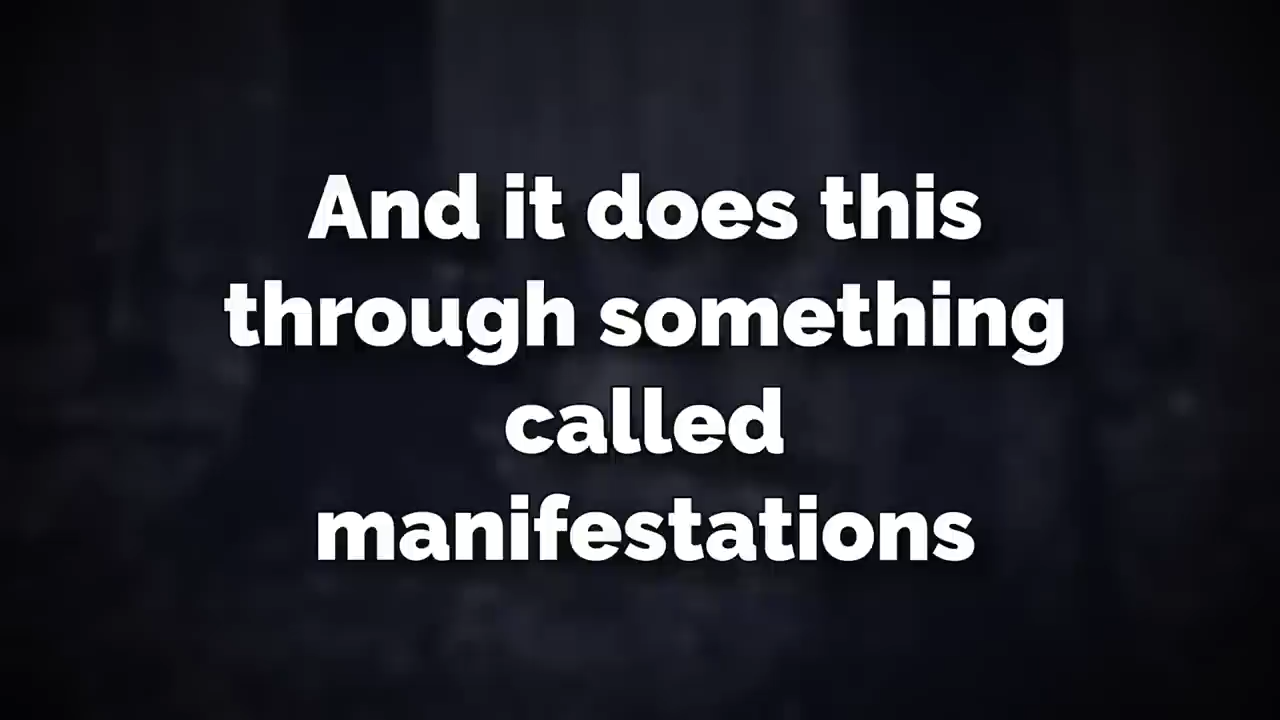 And it does this
through something
called
manifestations